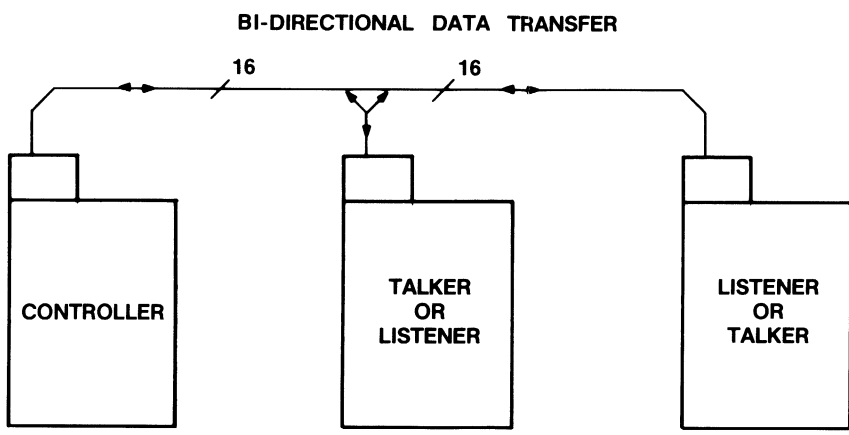 BI-DIRECTIONAL DATA TRANSFER
16
16
CONTROLLER
TALKER
OR
LISTENER
LISTENER
OR
TALKER